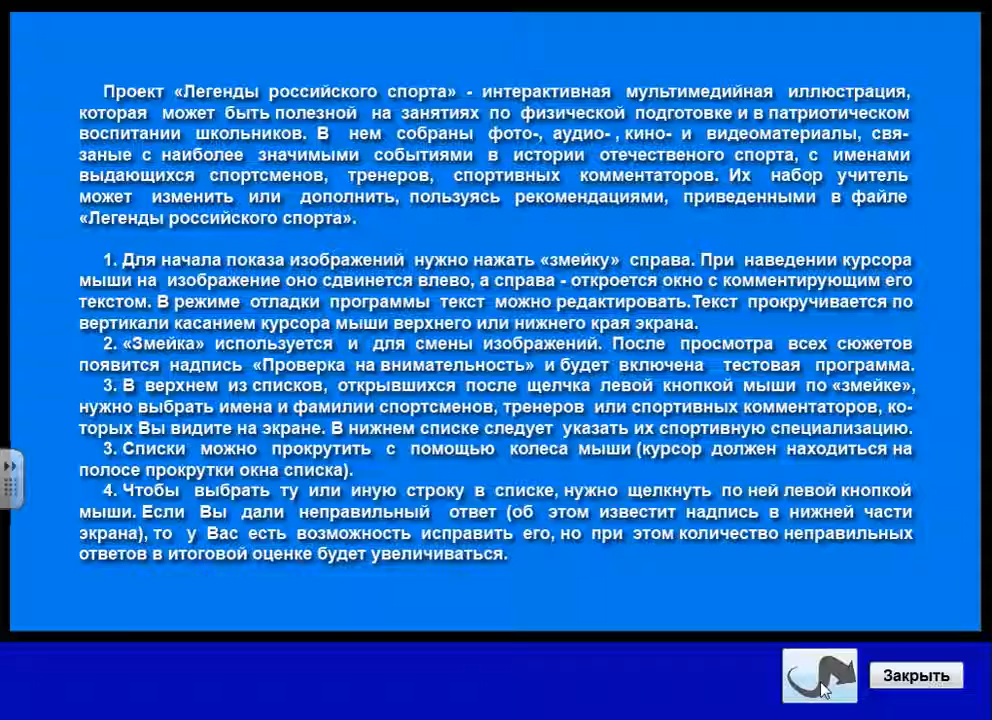 Проект «Легенды российского спорта» - интерактивная мультимедийная иллюстрация,
которая может быть полезной на занятиях по физической подготовке и в патриотическом
воспитании школьников. В нем собраны фото-, аудио- , кино- и видеоматериалы, свя-
заные с наиболее значимыми событиями в истории отечественого спорта, с именами
выдающихся спортсменов, тренеров, спортивных комментаторов. Их набор учитель
может изменить или дополнить, пользуясь рекомендациями, приведенными в файле
«Легенды российского спорта».
1. Для начала показа изображений нужно нажать «змейку» справа. При наведении курсора
мыши на изображение оно сдвинется влево, а справа - откроется окно с комментирующим его
текстом. В режиме отладки программы текст можно редактировать.Текст прокручивается по
вертикали касанием курсора мыши верхнего или нижнего края экрана.
2. «Змейка» используется и для смены изображений. После просмотра всех сюжетов
появится надпись «Проверка на внимательность» и будет включена тестовая программа.
3. В верхнем из списков, открывшихся после щелчка левой кнопкой мыши по «змейке»,
нужно выбрать имена и фамилии спортсменов, тренеров или спортивных комментаторов, ко-
торых Вы видите на экране. В нижнем списке следует указать их спортивную специализацию.
3. Списки можно прокрутить с помощью колеса мыши (курсор должен находиться на
полосе прокрутки окна списка).
4. Чтобы выбрать ту или иную строку в списке, нужно щелкнуть по ней левой кнопкой
мыши. Если Вы дали неправильный ответ (об этом известит надпись в нижней части
экрана), то у Вас есть возможность исправить его, но при этом количество неправильных
ответов в итоговой оценке будет увеличиваться.
Закрыть